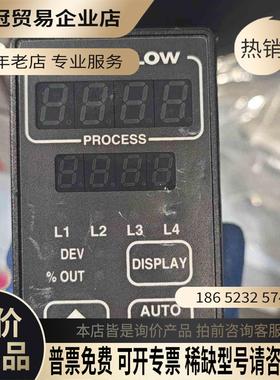 冠贸易企业店
年老店 专业服务
热销
LOW
PROCESS
L1 L2 L3 L4
DEV
% OUT
DISPLAY
AUTO
186 5232 574
价
品
本店皆是询价产品 拍前咨询客服
票免费 可开专票 稀缺型号请咨